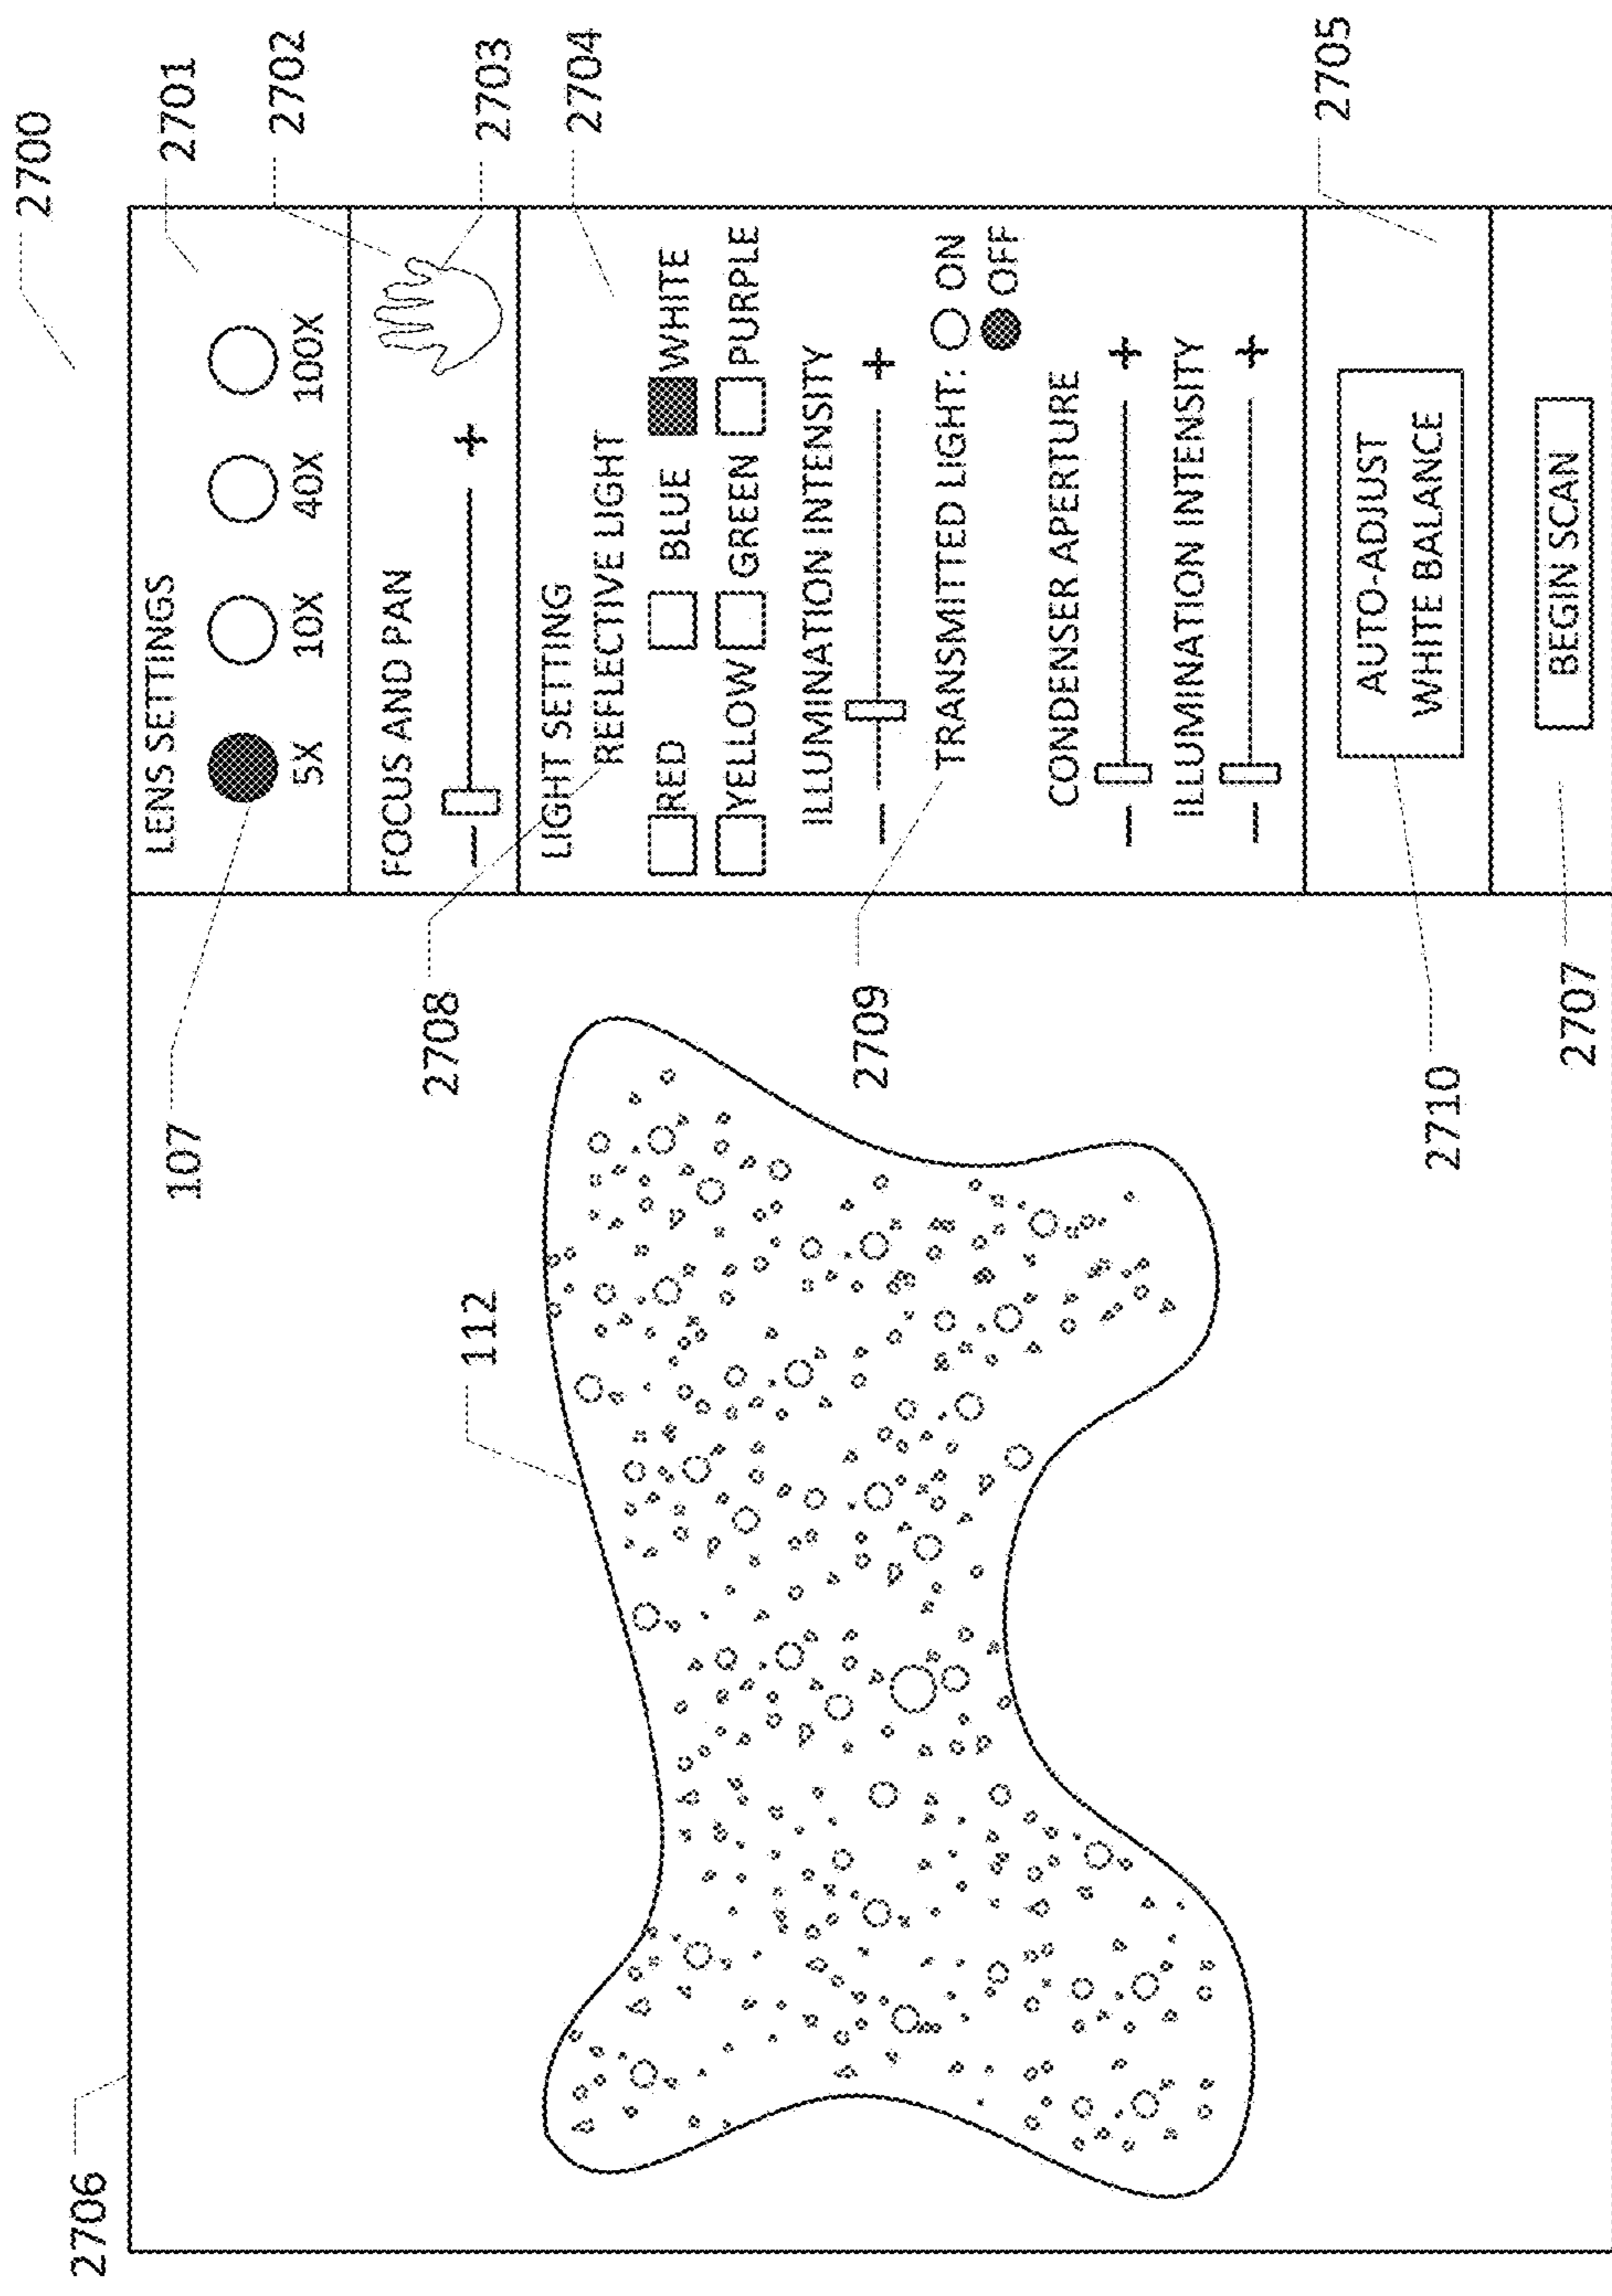 2700
2706
107
2701
LENS SETTINGS
5X 10X 40X 100X
2702
FOCUS AND PAN
— +
2703
2708
112
LIGHT SETTING
2704
REFLECTIVE LIGHT
RED BLUE WHITE
YELLOW GREEN PURPLE
ILLUMINATION INTENSITY
— +
2709
TRANSMITTED LIGHT: ON
OFF
CONDENSER APERTURE
— +
ILLUMINATION INTENSITY
— +
2705
AUTO-ADJUST
WHITE BALANCE
2710
BEGIN SCAN
2707